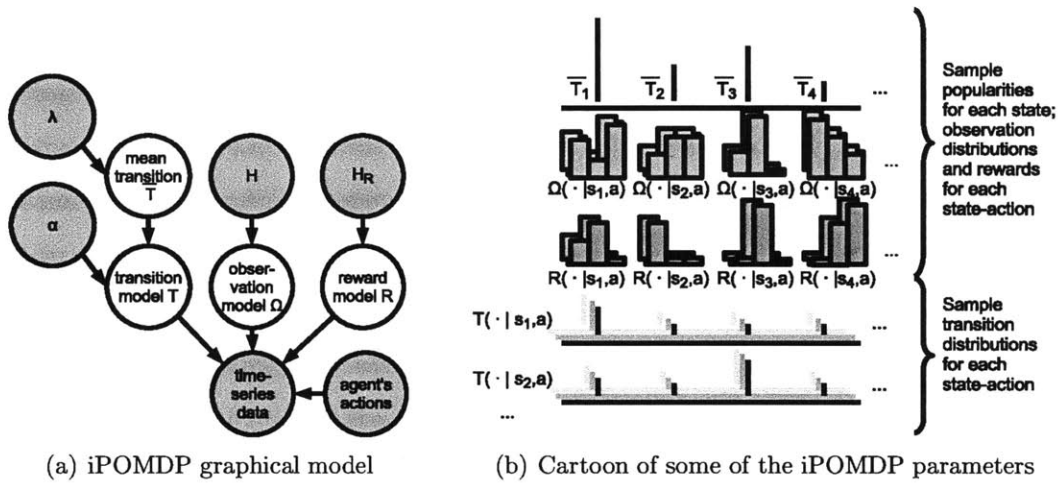 λ
mean
transition
T̅
H
H_R
α
transition
model T
obser-
vation
model Ω
reward
model R
time-
series
data
agent's
actions
(a) iPOMDP graphical model
T̅₁ T̅₂ T̅₃ T̅₄ ...
...
Ω( · |s₁,a) Ω( · |s₂,a) Ω( · |s₃,a) Ω( · |s₄,a)
...
R( · |s₁,a) R( · |s₂,a) R( · |s₃,a) R( · |s₄,a)
T( · | s₁,a) ...
T( · | s₂,a) ...
...
Sample
popularities
for each state;
observation
distributions
and rewards
for each
state-action
Sample
transition
distributions
for each
state-action
(b) Cartoon of some of the iPOMDP parameters